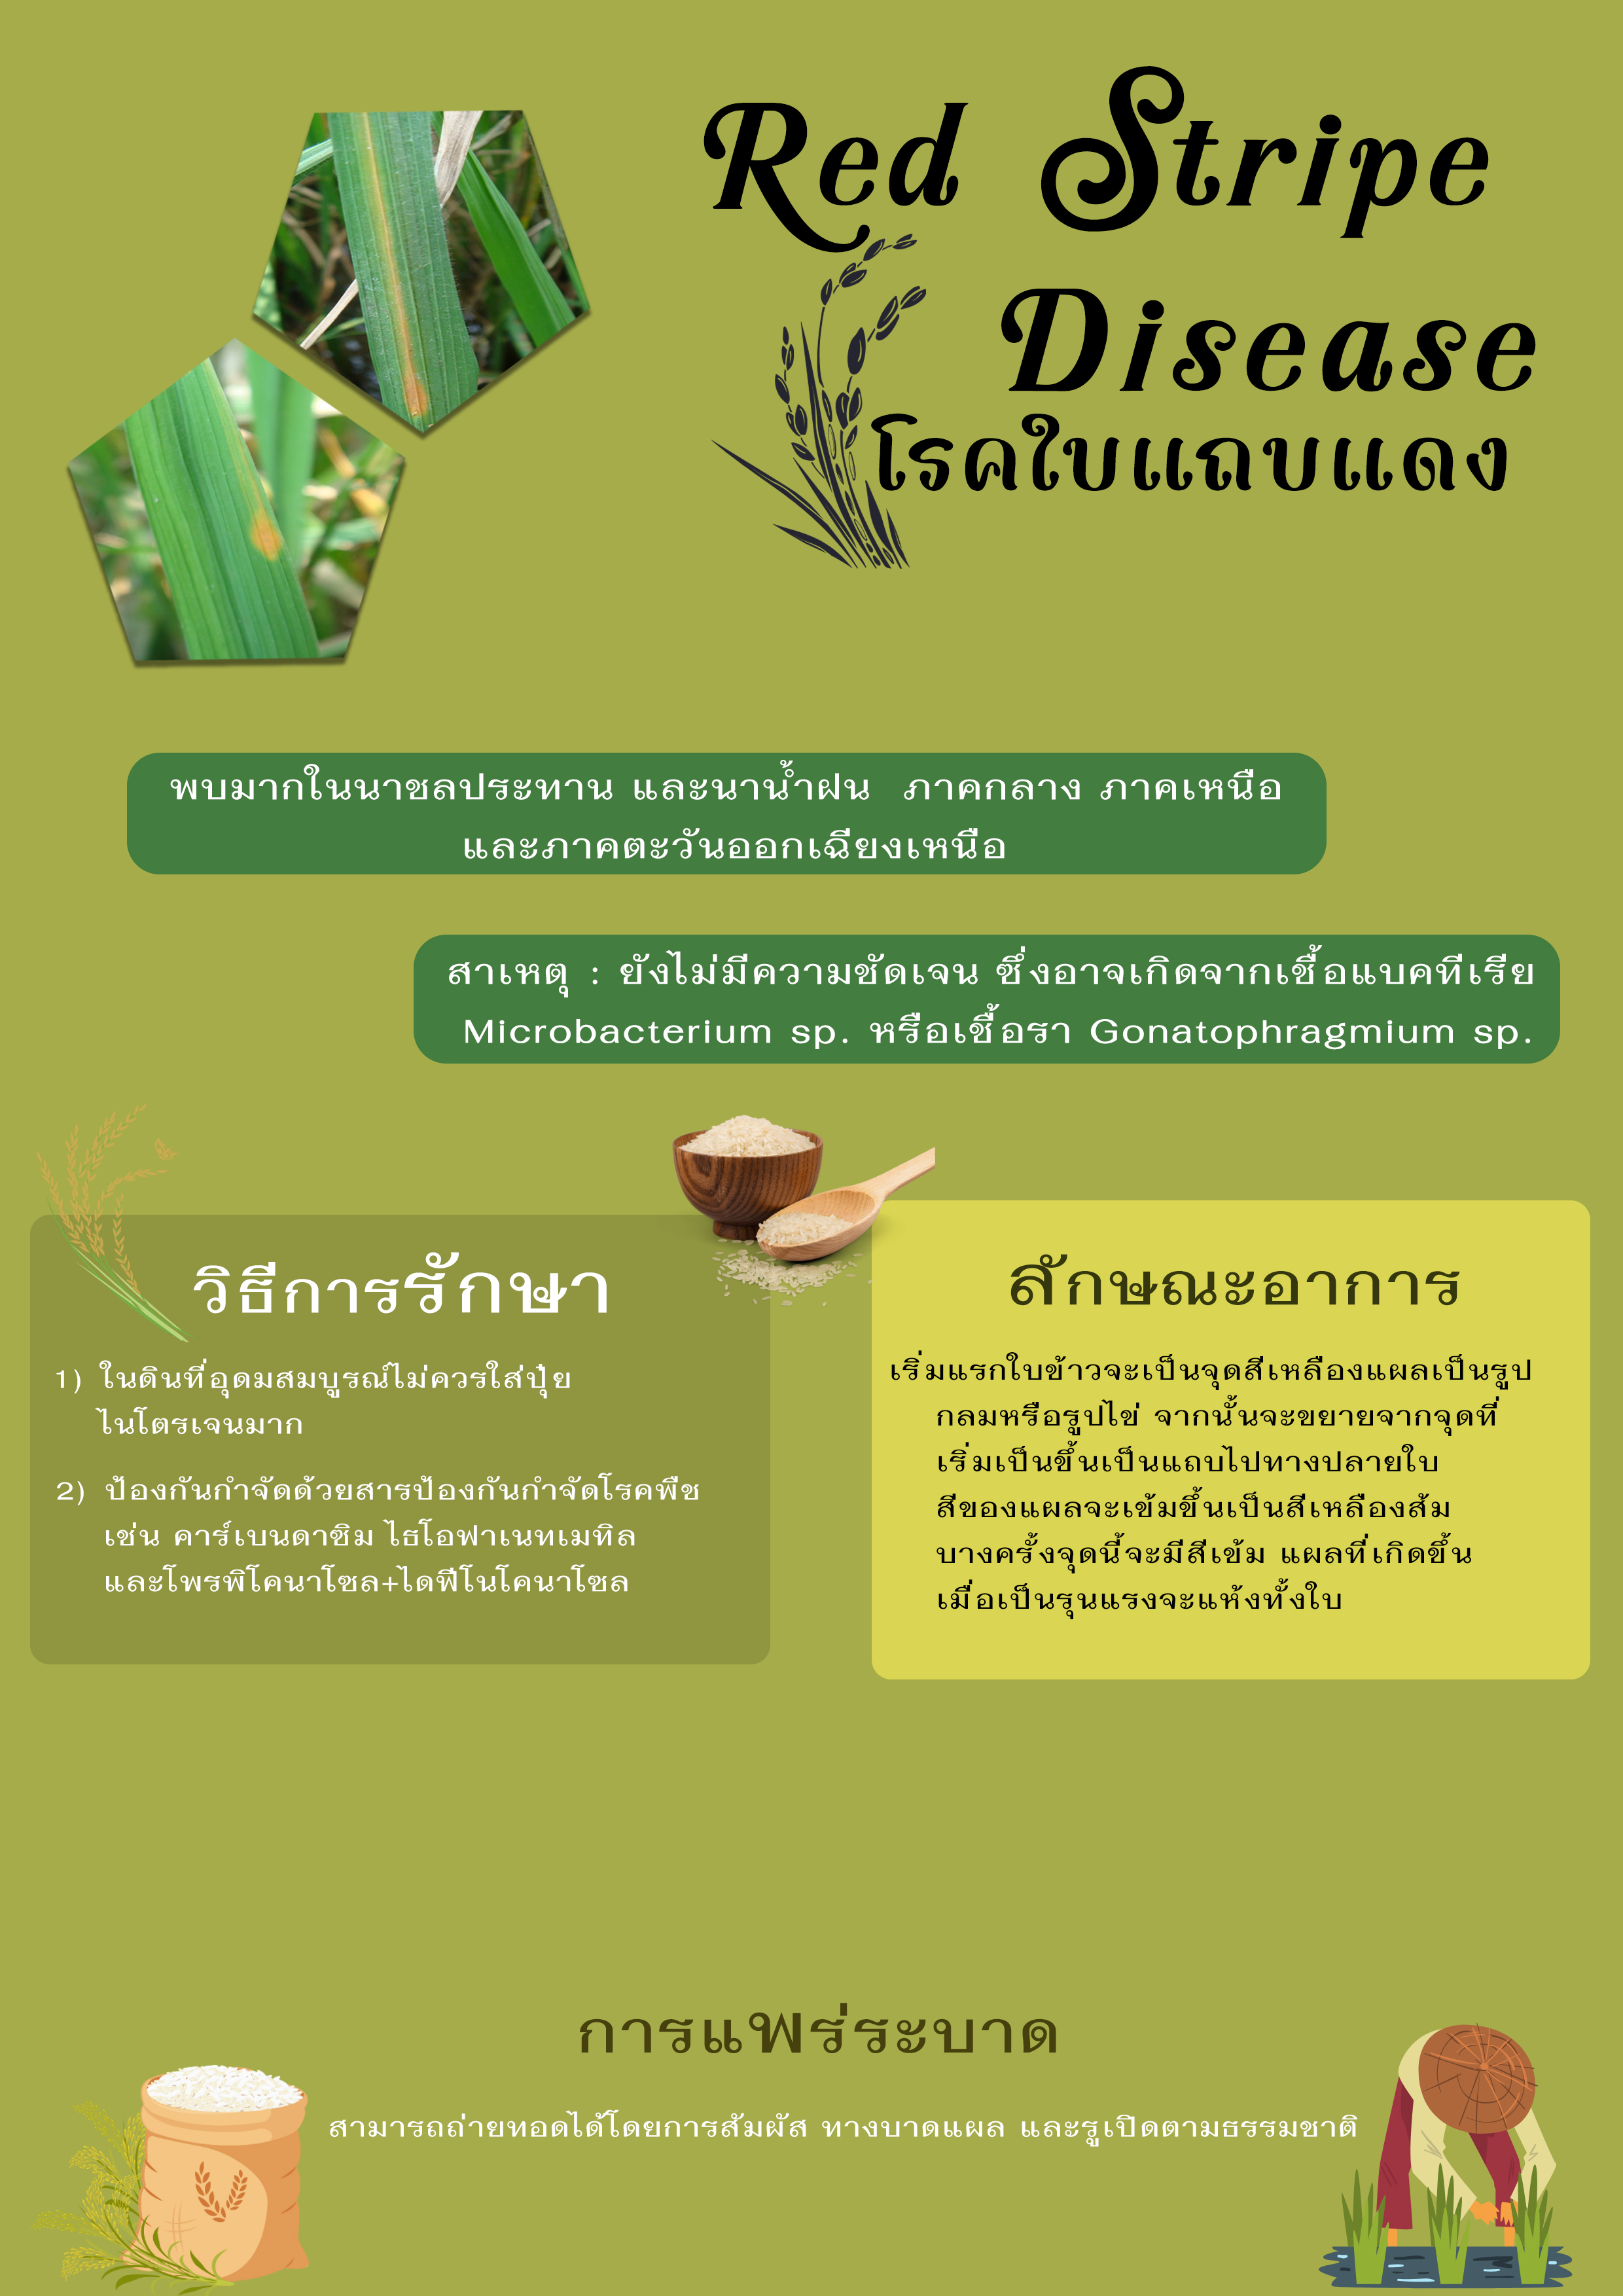 Red Stripe
Disease
โรคใบแถบแดง
พบมากในนาชลประทาน และนาน้ำฝน ภาคกลาง ภาคเหนือ
และภาคตะวันออกเฉียงเหนือ
สาเหตุ : ยังไม่มีความชัดเจน ซึ่งอาจเกิดจากเชื้อแบคทีเรีย
Microbacterium sp. หรือเชื้อรา Gonatophragmium sp.
วิธีการรักษา
1) ในดินที่อุดมสมบูรณ์ไม่ควรใส่ปุ๋ย
ไนโตรเจนมาก
2) ป้องกันกำจัดด้วยสารป้องกันกำจัดโรคพืช
เช่น คาร์เบนดาซิม ไธโอฟาเนทเมทิล
และโพรพิโคนาโซล+ไดฟีโนโคนาโซล
ลักษณะอาการ
เริ่มแรกใบข้าวจะเป็นจุดสีเหลืองแผลเป็นรูป
กลมหรือรูปไข่ จากนั้นจะขยายจากจุดที่
เริ่มเป็นขึ้นเป็นแถบไปทางปลายใบ
สีของแผลจะเข้มขึ้นเป็นสีเหลืองส้ม
บางครั้งจุดนี้จะมีสีเข้ม แผลที่เกิดขึ้น
เมื่อเป็นรุนแรงจะแห้งทั้งใบ
การแพร่ระบาด
สามารถถ่ายทอดได้โดยการสัมผัส ทางบาดแผล และรูเปิดตามธรรมชาติ